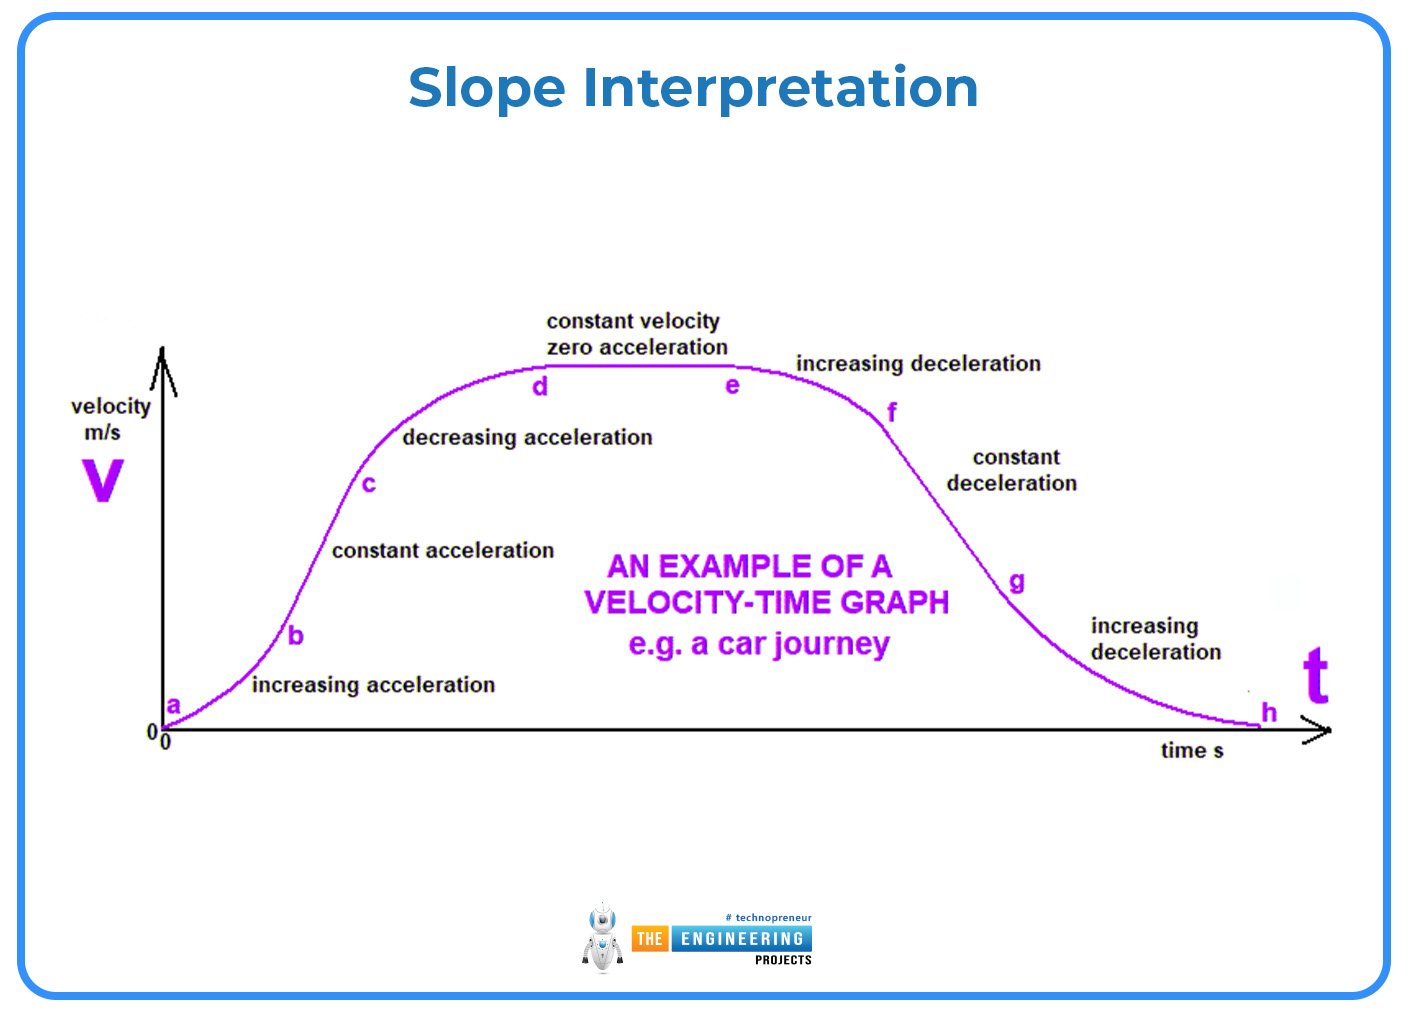 Slope Interpretation
constant velocity
zero acceleration
increasing deceleration
velocity
m/s
v
d
e
f
decreasing acceleration
constant
deceleration
c
constant acceleration
AN EXAMPLE OF A
VELOCITY-TIME GRAPH
e.g. a car journey
g
b
increasing
deceleration
increasing acceleration
t
a
h
0
0
time s
# technopreneur
THE ENGINEERING
PROJECTS